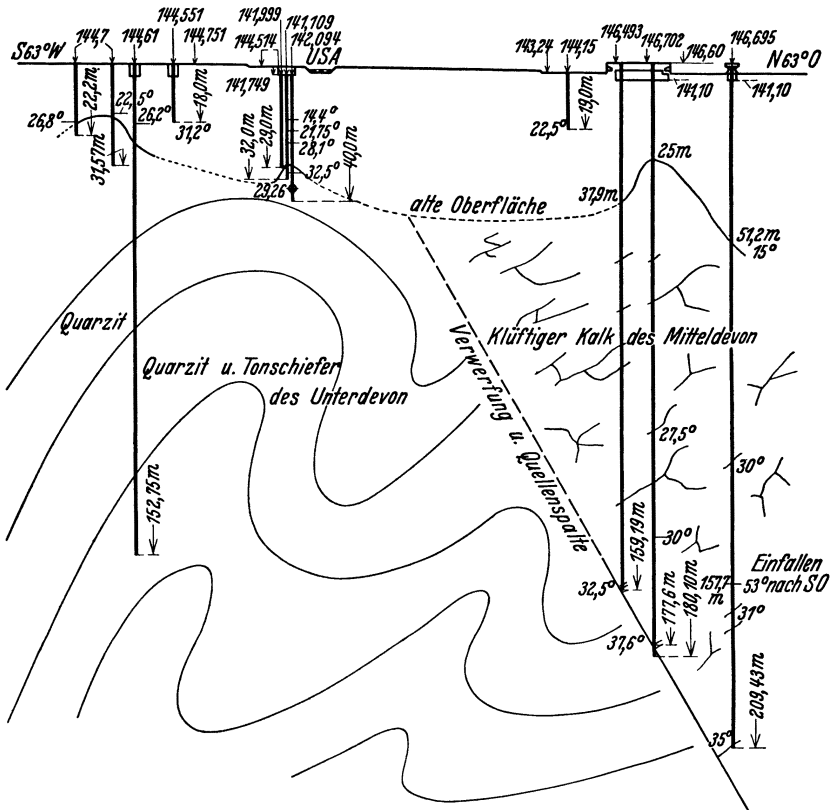 144,7
144,61
144,551
144,751
144,514
141,999
141,109
142,094
141,749
USA
143,24
144,15
146,493
146,702
146,60
146,695
141,10
141,10
S63°W
N63°O
26,8°
22,2m
22,5°
26,2°
31,57m
18,0m
31,2°
32,0m
29,0m
14,4°
21,75°
28,1°
32,5°
29,26
40,0m
19,0m
22,5°
25m
37,9m
51,2m
15°
alte Oberfläche
Quarzit
Klüftiger Kalk des Mitteldevon
Quarzit u. Tonschiefer
des Unterdevon
Verwerfung u. Quellenspalte
27,5°
30°
30°
152,75m
159,19m
32,5°
177,6m
180,10m
37,6°
157,7
m
Einfallen
53° nach SO
31°
209,43m
35°